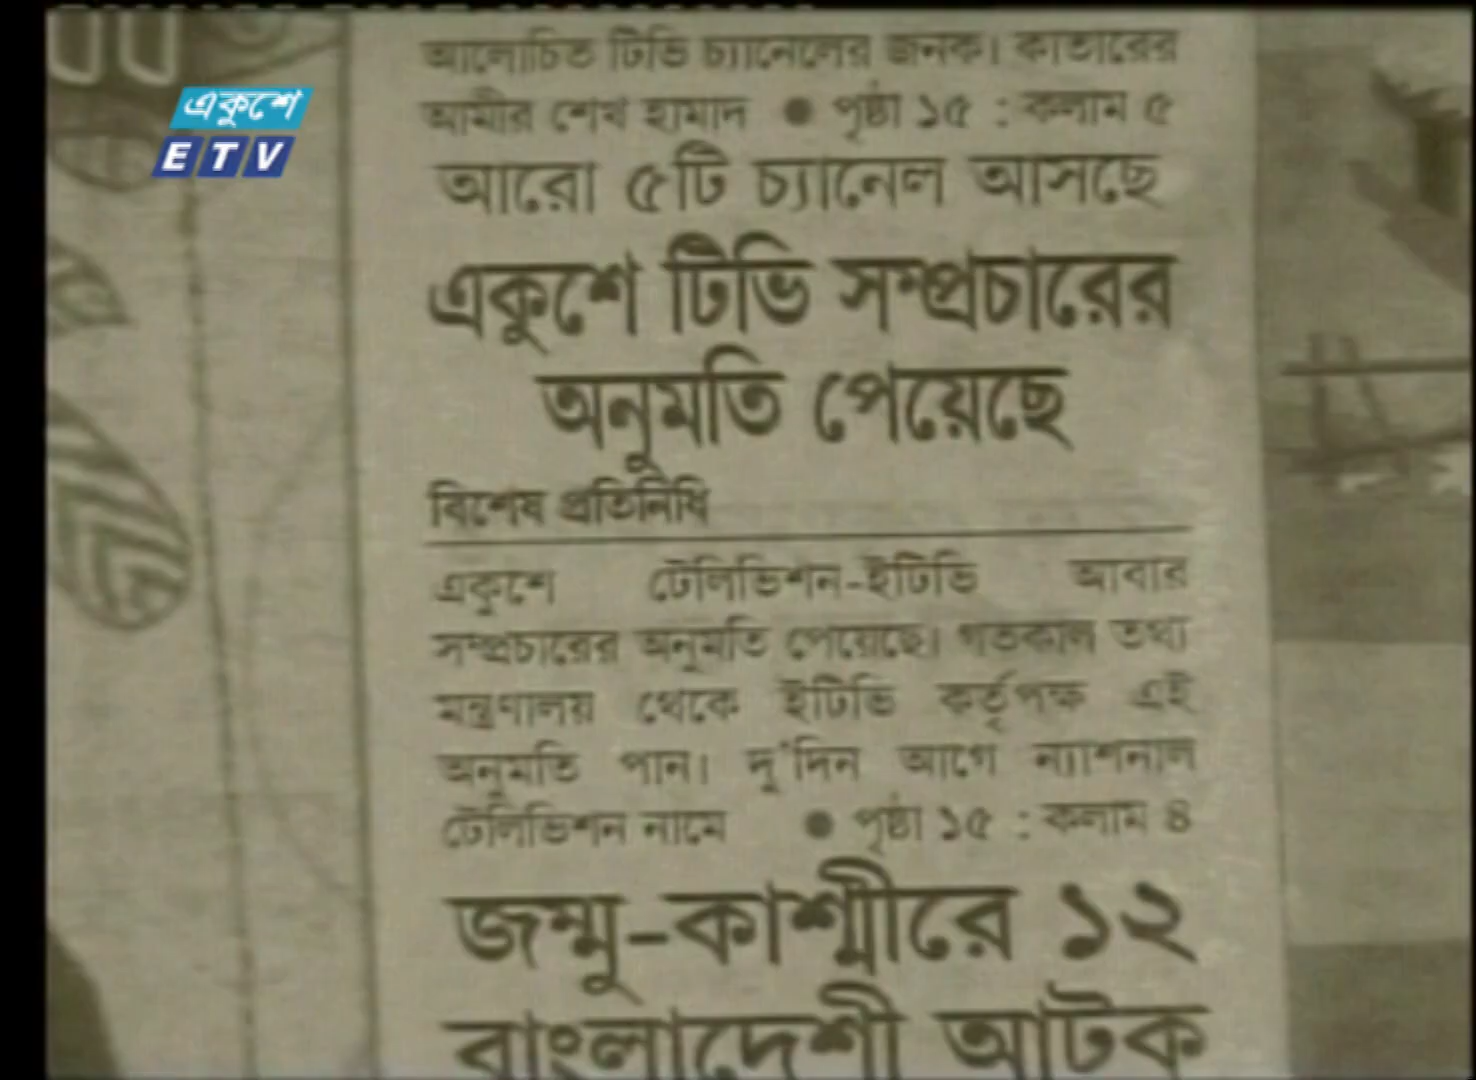 আলোচিত টিভি চ্যানেলের জনক। কাতারের
আমীর শেখ হামাদ ● পৃষ্ঠা ১৫ : কলাম ৫
একুশে
ETV
আরো ৫টি চ্যানেল আসছে
একুশে টিভি সম্প্রচারের
অনুমতি পেয়েছে
বিশেষ প্রতিনিধি
একুশে টেলিভিশন-ইটিভি আবার
সম্প্রচারের অনুমতি পেয়েছে। গতকাল তথ্য
মন্ত্রণালয় থেকে ইটিভি কর্তৃপক্ষ এই
অনুমতি পান। দু'দিন আগে ন্যাশনাল
টেলিভিশন নামে ● পৃষ্ঠা ১৫ : কলাম ৪
জম্মু-কাশ্মীরে ১২
বাংলাদেশী আটক